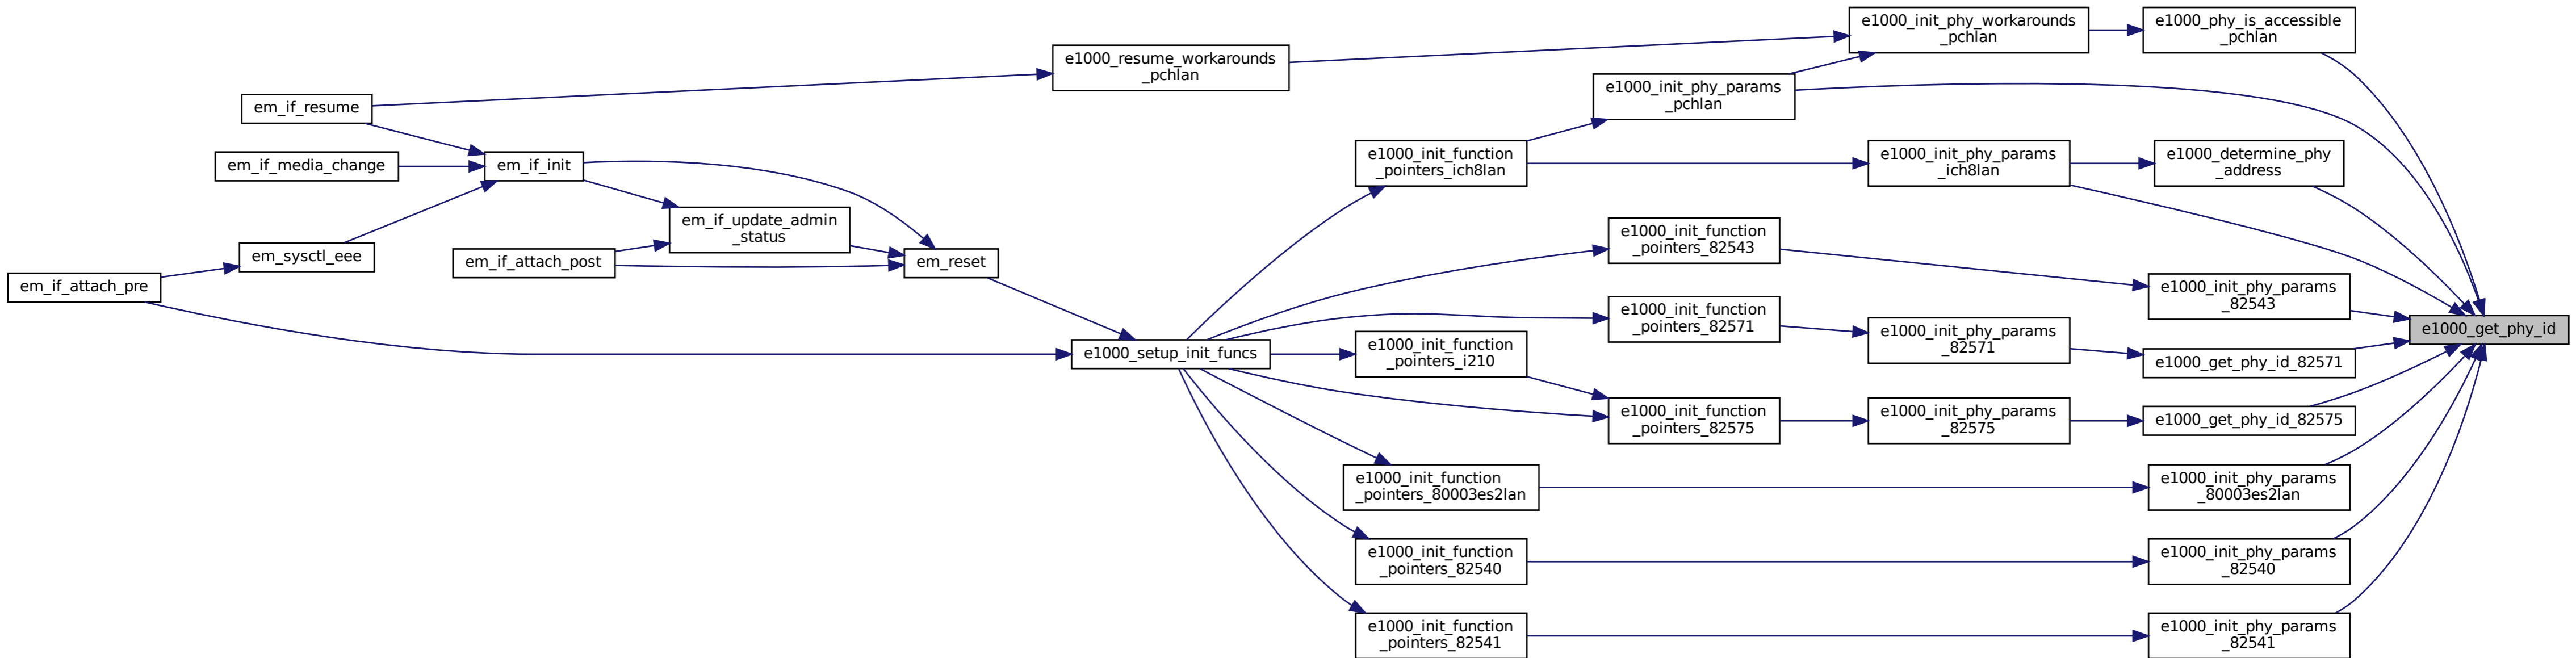 em_if_attach_pre
em_if_resume
em_if_media_change
em_sysctl_eee
em_if_init
em_if_attach_post
em_if_update_admin
_status
em_reset
e1000_resume_workarounds
_pchlan
e1000_setup_init_funcs
e1000_init_function
_pointers_ich8lan
e1000_init_function
_pointers_82543
e1000_init_function
_pointers_82571
e1000_init_function
_pointers_i210
e1000_init_function
_pointers_82575
e1000_init_function
_pointers_80003es2lan
e1000_init_function
_pointers_82540
e1000_init_function
_pointers_82541
e1000_init_phy_params
_pchlan
e1000_init_phy_workarounds
_pchlan
e1000_init_phy_params
_ich8lan
e1000_init_phy_params
_82571
e1000_init_phy_params
_82575
e1000_phy_is_accessible
_pchlan
e1000_determine_phy
_address
e1000_init_phy_params
_82543
e1000_get_phy_id_82571
e1000_get_phy_id_82575
e1000_init_phy_params
_80003es2lan
e1000_init_phy_params
_82540
e1000_init_phy_params
_82541
e1000_get_phy_id